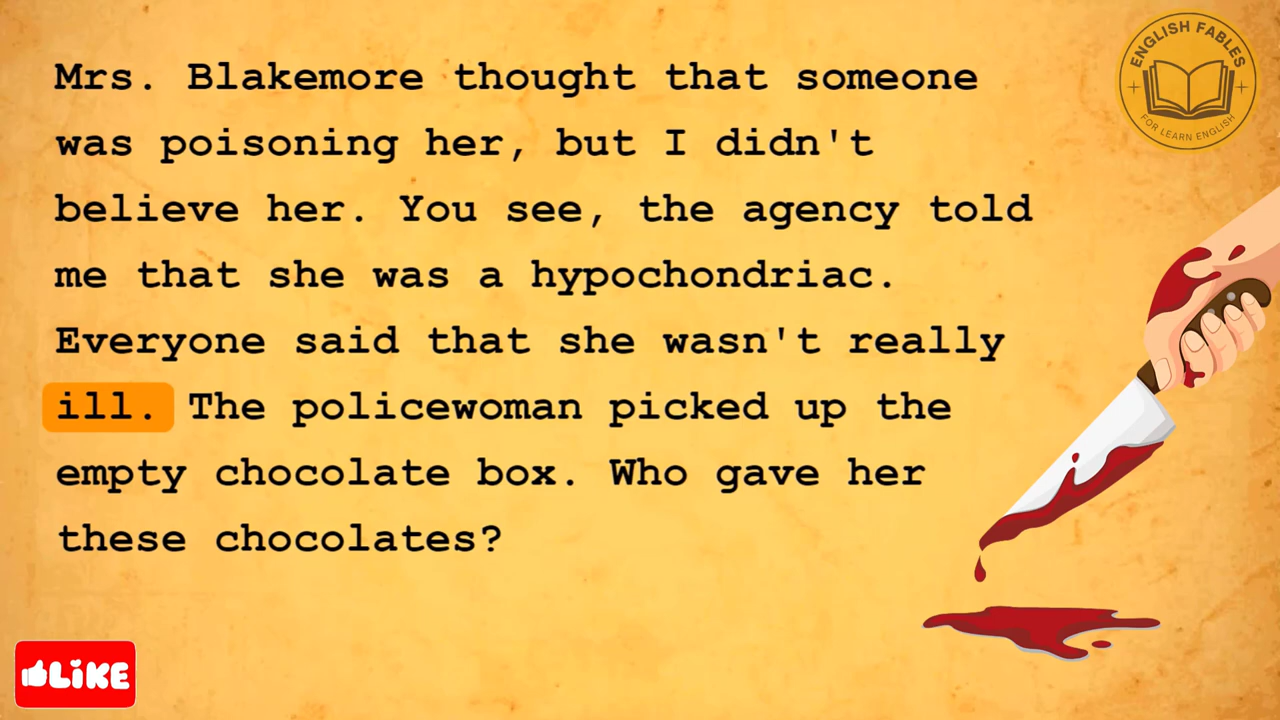 Mrs. Blakemore thought that someone
was poisoning her, but I didn't
believe her. You see, the agency told
me that she was a hypochondriac.
Everyone said that she wasn't really
ill. The policewoman picked up the
empty chocolate box. Who gave her
these chocolates?
ENGLISH FABLES
FOR LEARN ENGLISH
LIKE